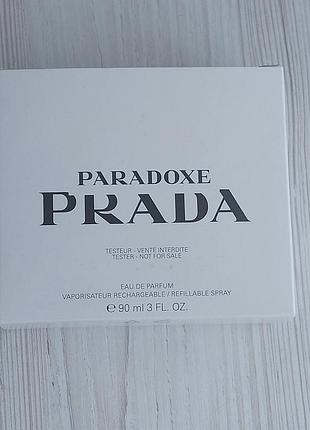 PARADOXE
PRADA
TESTEUR - VENTE INTERDITE
TESTER - NOT FOR SALE
EAU DE PARFUM
VAPORISATEUR RECHARGEABLE / REFILLABLE SPRAY
℮ 90 ml 3 FL. OZ.